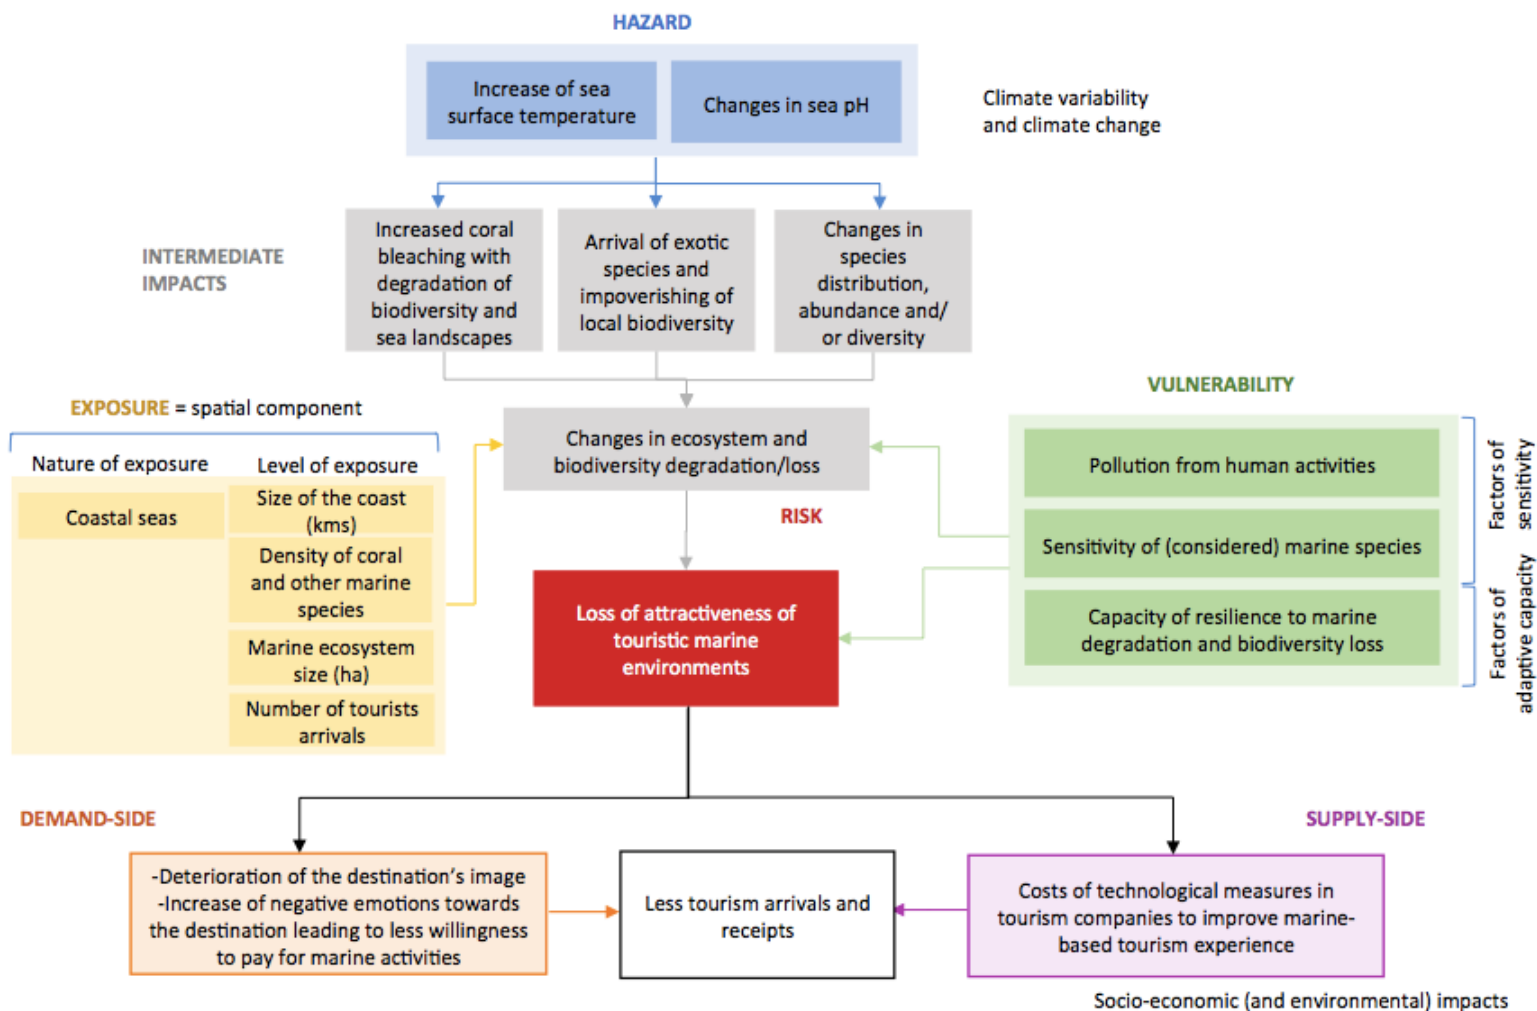 HAZARD
Increase of sea
surface temperature
Changes in sea pH
Climate variability
and climate change
INTERMEDIATE
IMPACTS
Increased coral
bleaching with
degradation of
biodiversity and
sea landscapes
Arrival of exotic
species and
impoverishing of
local biodiversity
Changes in
species
distribution,
abundance and/
or diversity
EXPOSURE = spatial component
Nature of exposure
Level of exposure
Coastal seas
Size of the coast
(kms)
Density of coral
and other marine
species
Marine ecosystem
size (ha)
Number of tourists
arrivals
Changes in ecosystem and
biodiversity degradation/loss
VULNERABILITY
Pollution from human activities
Sensitivity of (considered) marine species
Capacity of resilience to marine
degradation and biodiversity loss
Factors of
sensitivity
Factors of
adaptive capacity
RISK
Loss of attractiveness of
touristic marine
environments
DEMAND-SIDE
-Deterioration of the destination's image
-Increase of negative emotions towards
the destination leading to less willingness
to pay for marine activities
Less tourism arrivals and
receipts
SUPPLY-SIDE
Costs of technological measures in
tourism companies to improve marine-
based tourism experience
Socio-economic (and environmental) impacts